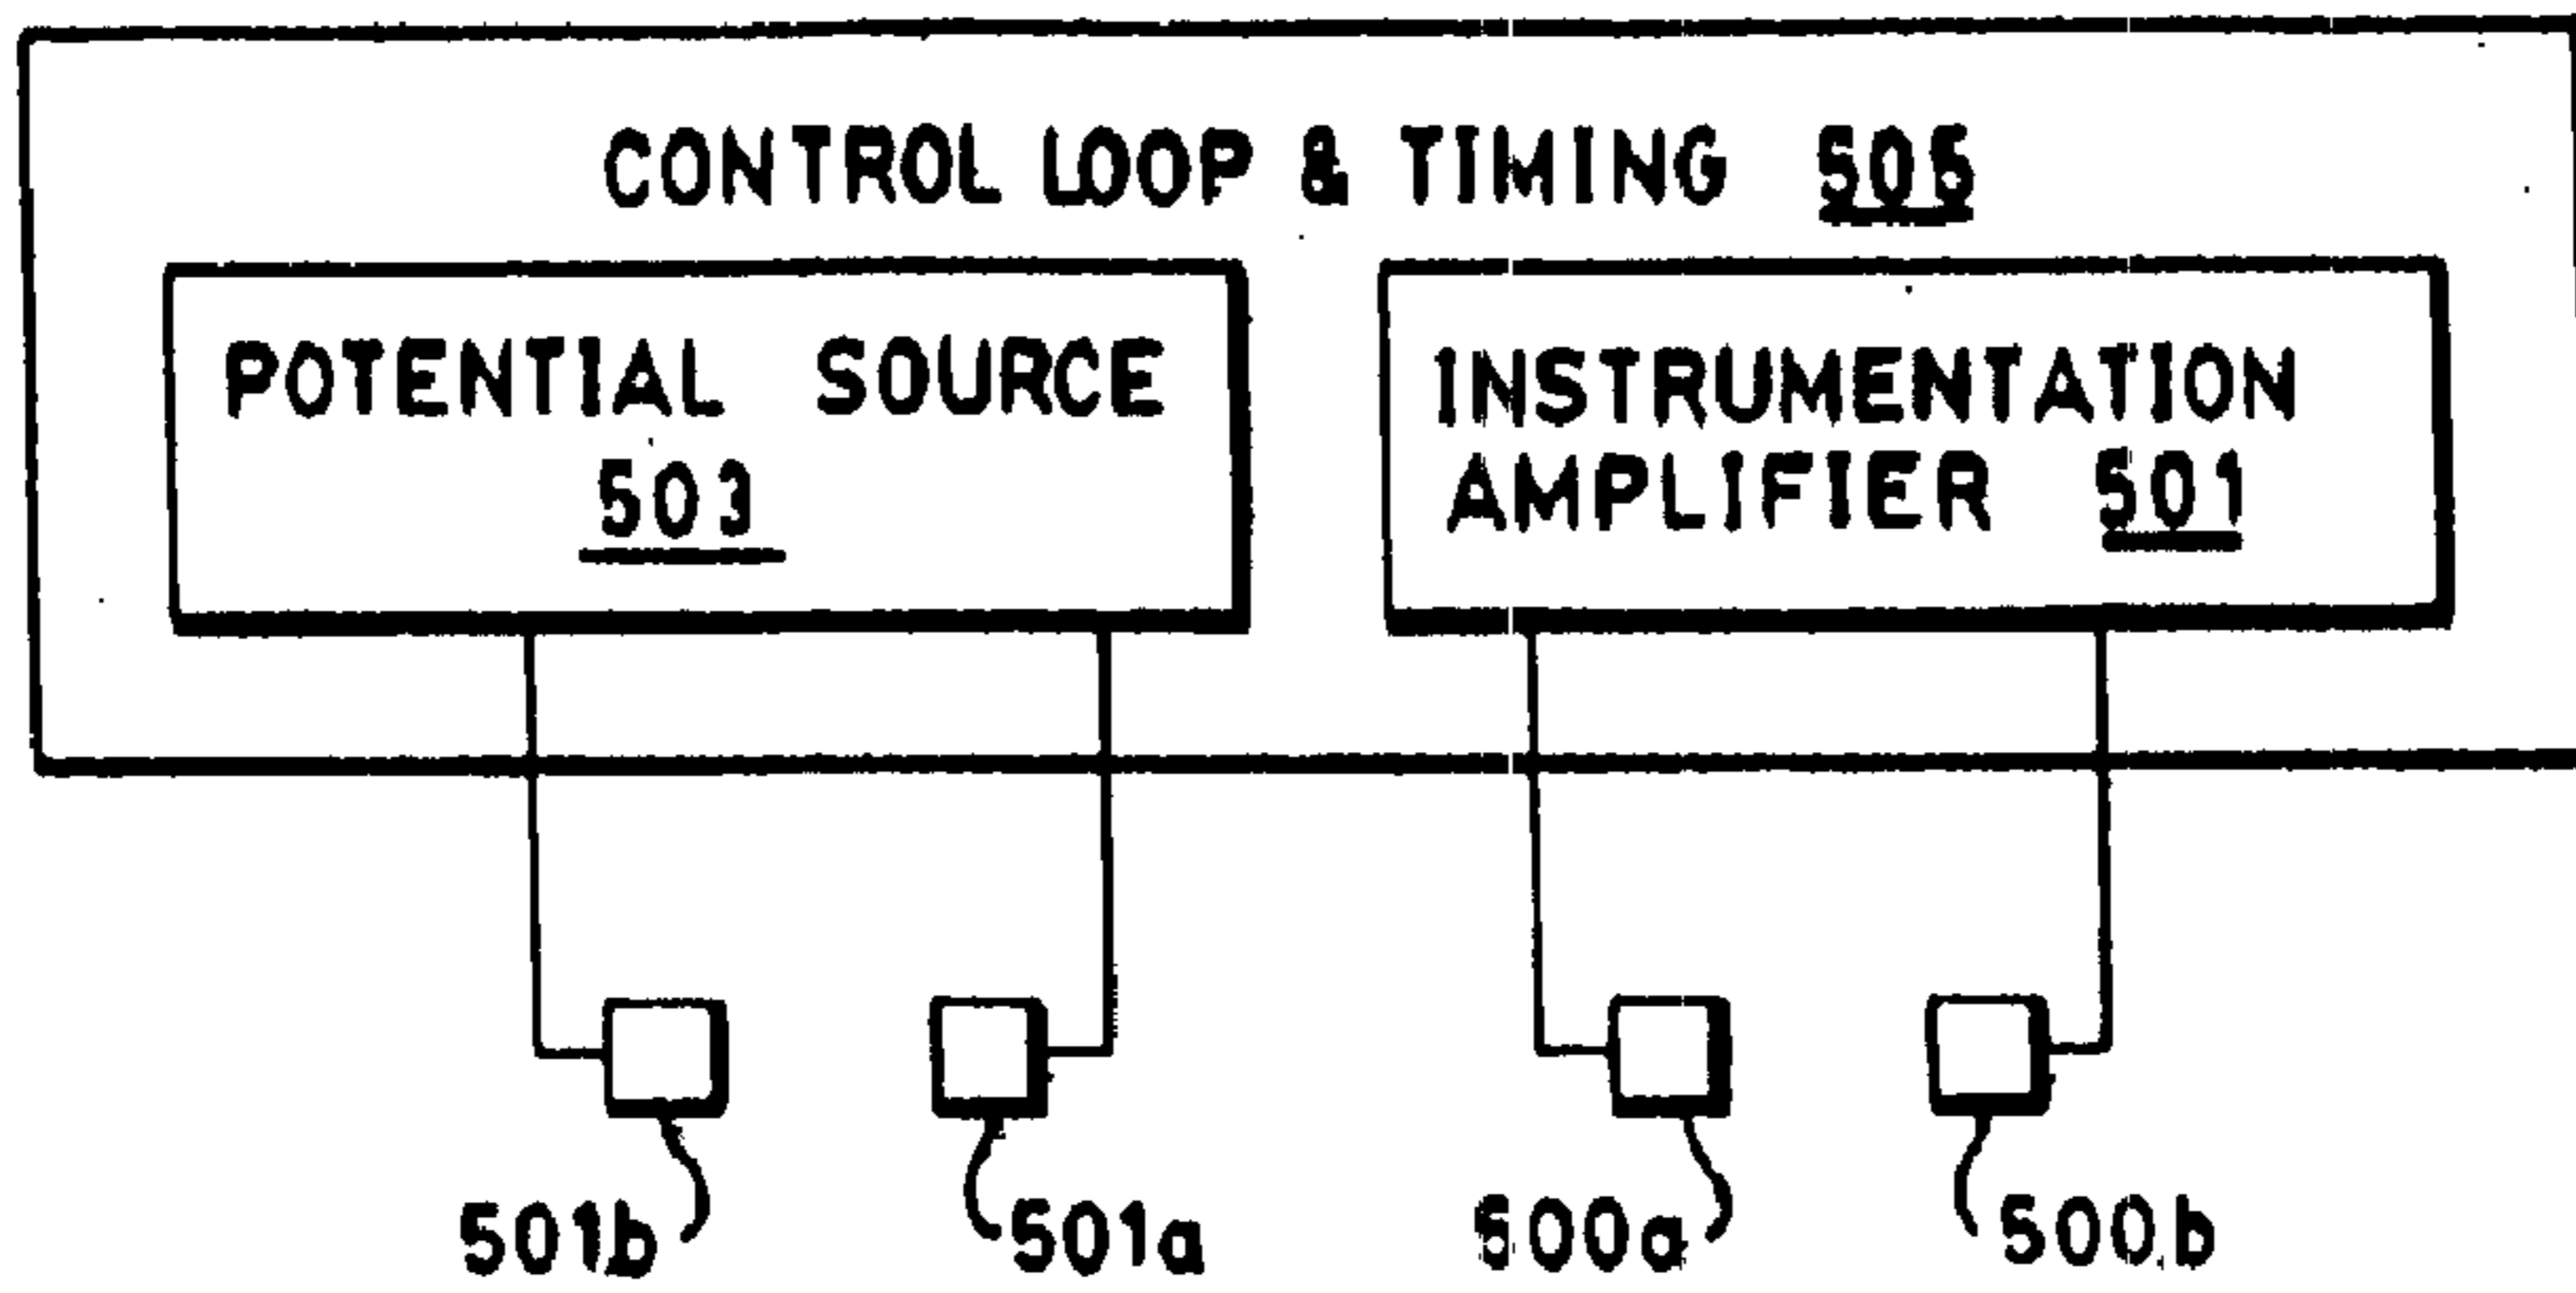 CONTROL LOOP & TIMING 505
POTENTIAL SOURCE
503
INSTRUMENTATION
AMPLIFIER 501
501b
501a
500a
500b